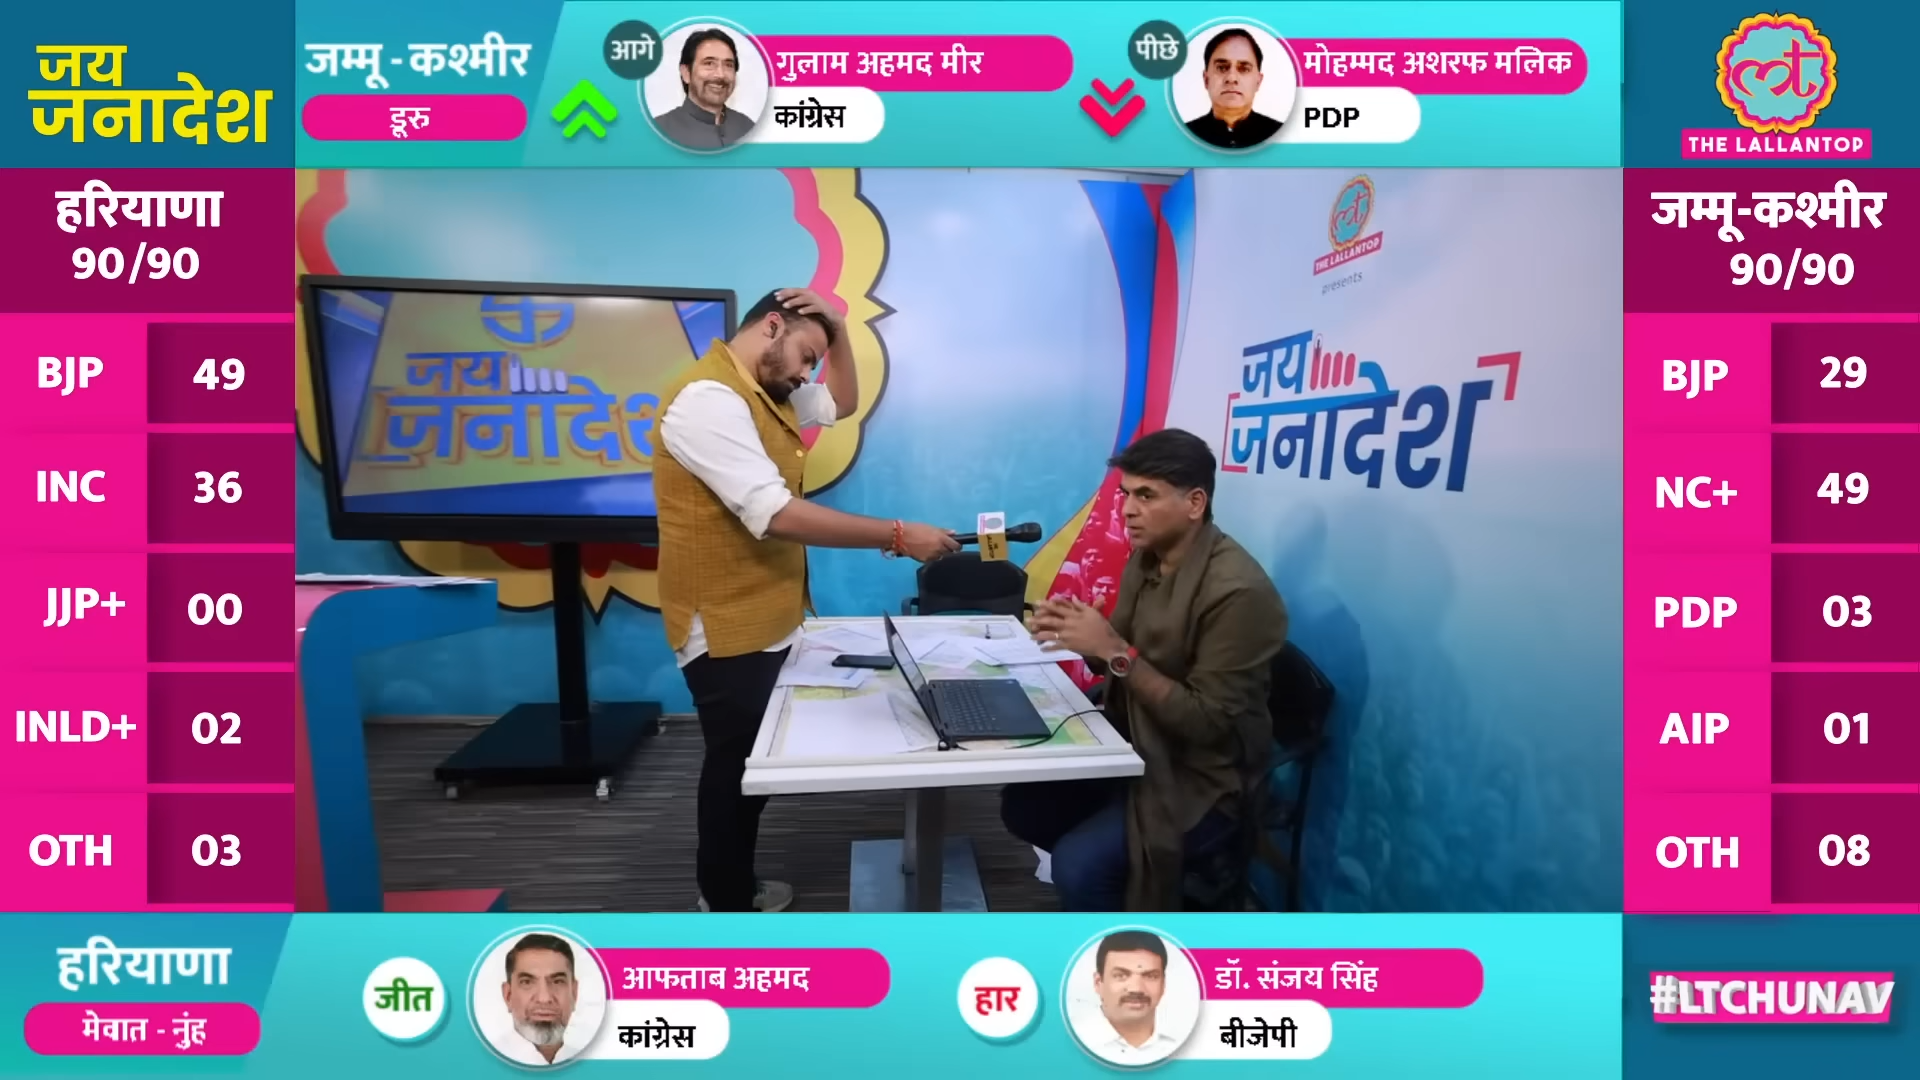 जय
जनादेश
जम्मू - कश्मीर
डूरु
आगे
गुलाम अहमद मीर
कांग्रेस
पीछे
मोहम्मद अशरफ मलिक
PDP
THE LALLANTOP
हरियाणा
90/90
BJP 49
INC 36
JJP+ 00
INLD+ 02
OTH 03
जय
जनादेश
THE LALLANTOP
presents
जय
जनादेश
जम्मू-कश्मीर
90/90
BJP 29
NC+ 49
PDP 03
AIP 01
OTH 08
हरियाणा
मेवात - नुंह
जीत
आफताब अहमद
कांग्रेस
हार
डॉ. संजय सिंह
बीजेपी
#LTCHUNAV